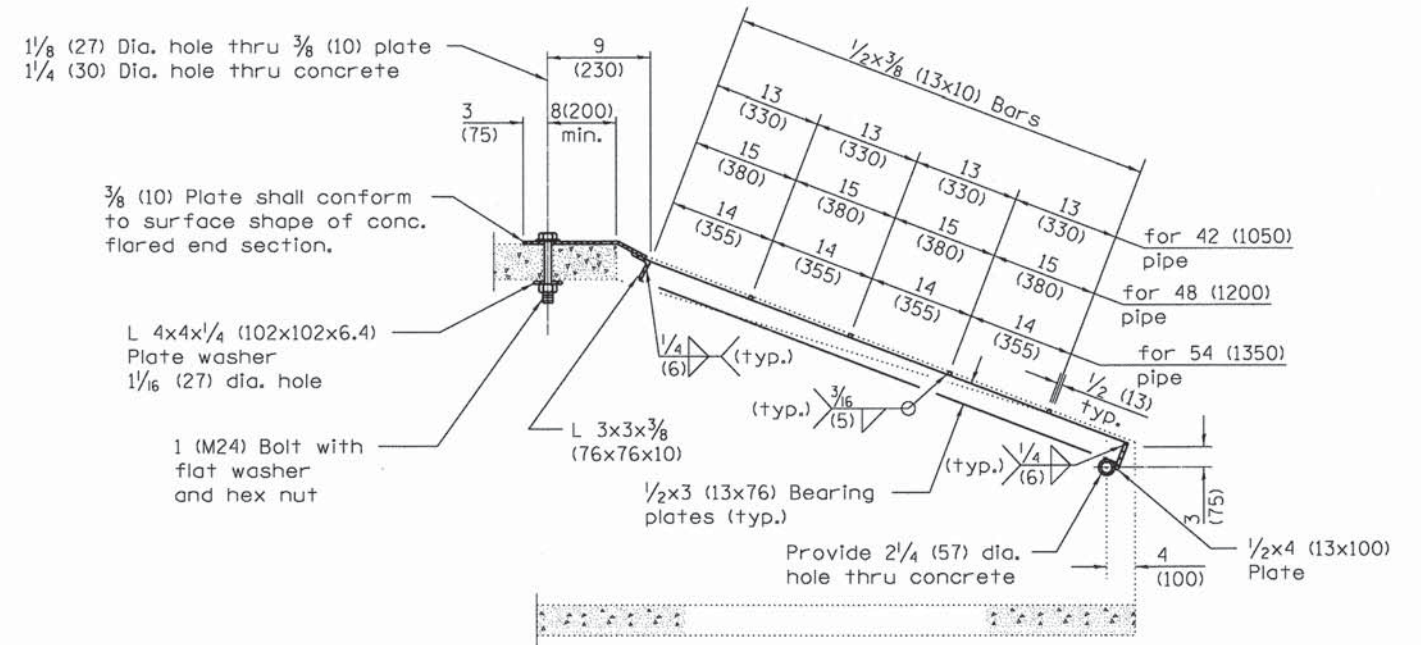 1 1/8 (27) Dia. hole thru 3/8 (10) plate
1 1/4 (30) Dia. hole thru concrete
9
(230)
3
(75)
8(200)
min.
1/2x3/8 (13x10) Bars
13
(330)
13
(330)
13
(330)
13
(330)
for 42 (1050)
pipe
15
(380)
15
(380)
15
(380)
15
(380)
for 48 (1200)
pipe
14
(355)
14
(355)
14
(355)
14
(355)
for 54 (1350)
pipe
3/8 (10) Plate shall conform
to surface shape of conc.
flared end section.
L 4x4x1/4 (102x102x6.4)
Plate washer
1 1/16 (27) dia. hole
1 (M24) Bolt with
flat washer
and hex nut
1/4
(6)
(typ.)
L 3x3x3/8
(76x76x10)
(typ.)
3/16
(5)
1/2 (13)
typ.
(typ.)
1/4
(6)
1/2x3 (13x76) Bearing
plates (typ.)
Provide 2 1/4 (57) dia.
hole thru concrete
3
(75)
4
(100)
1/2x4 (13x100)
Plate